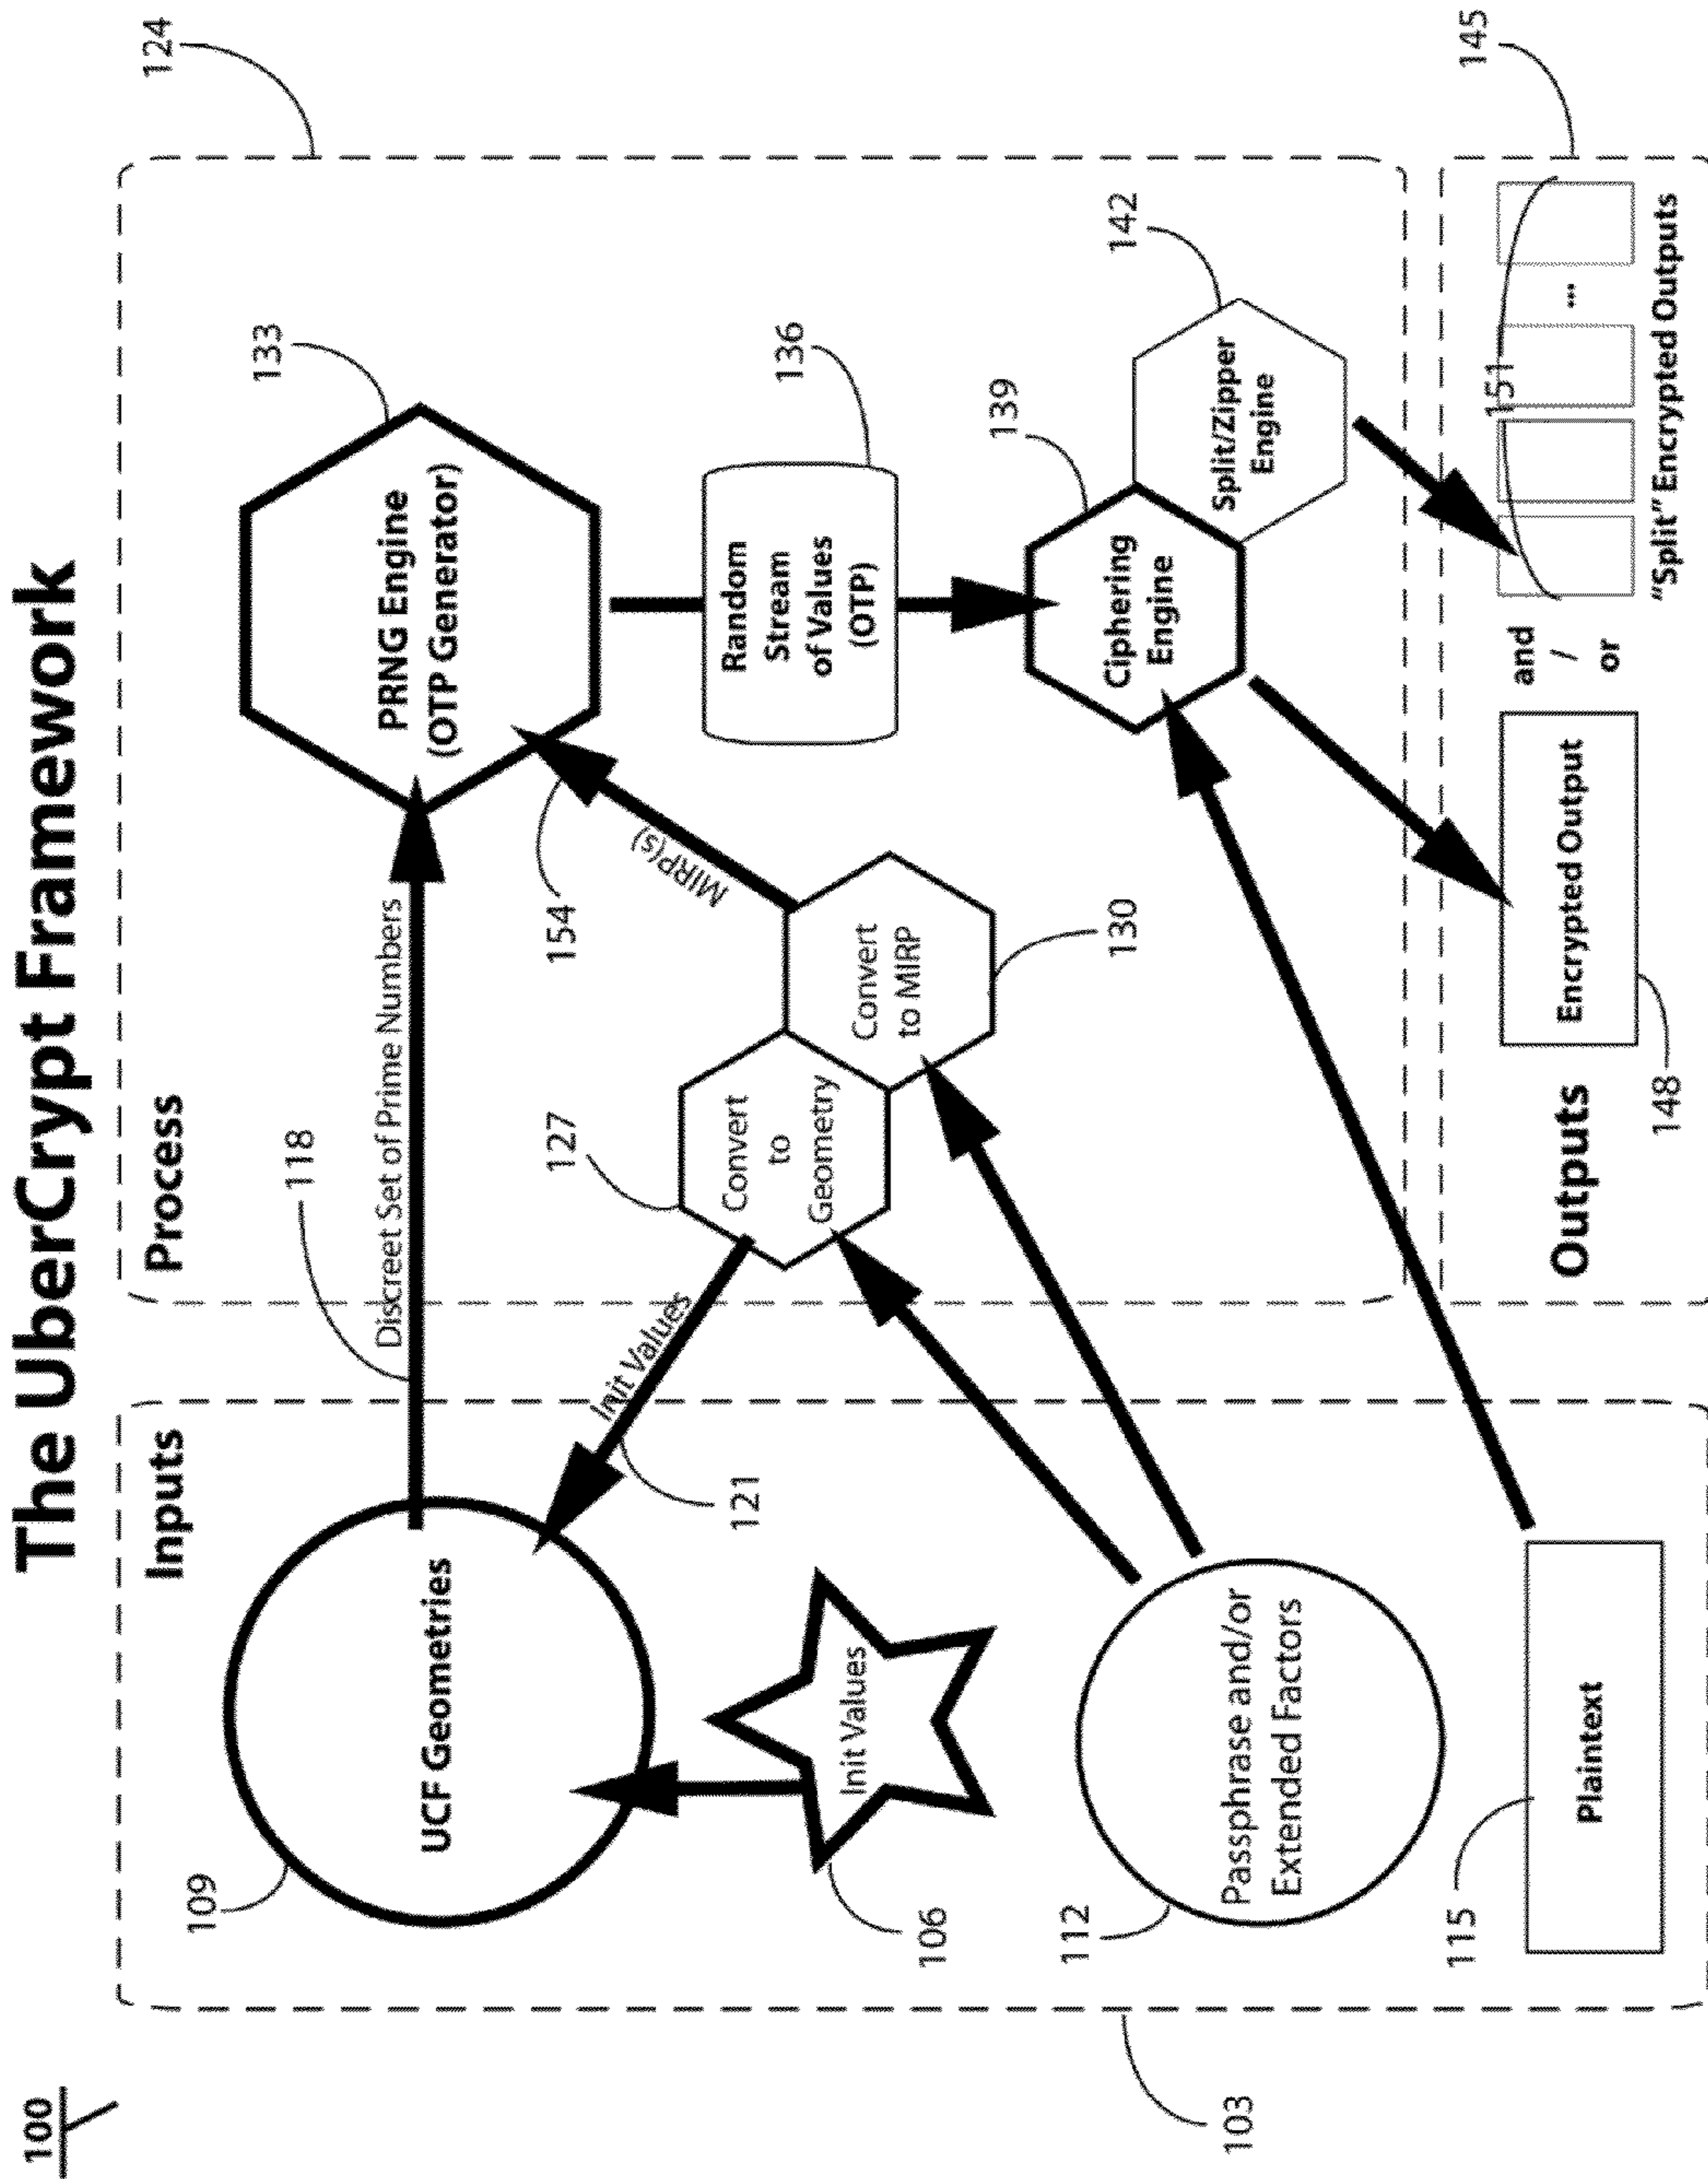 100
The UberCrypt Framework
Inputs
109
UCF Geometries
Init Values
106
112
Passphrase and/or
Extended Factors
115
Plaintext
103
118
Discreet Set of Prime Numbers
Init Values
121
Process
124
127
Convert
to
Geometry
Convert
to MIRP
130
MIRP(s)
154
133
PRNG Engine
(OTP Generator)
136
Random
Stream
of Values
(OTP)
139
Ciphering
Engine
142
Split/Zipper
Engine
Outputs
145
148
Encrypted Output
and
/
or
151
...
"Split" Encrypted Outputs